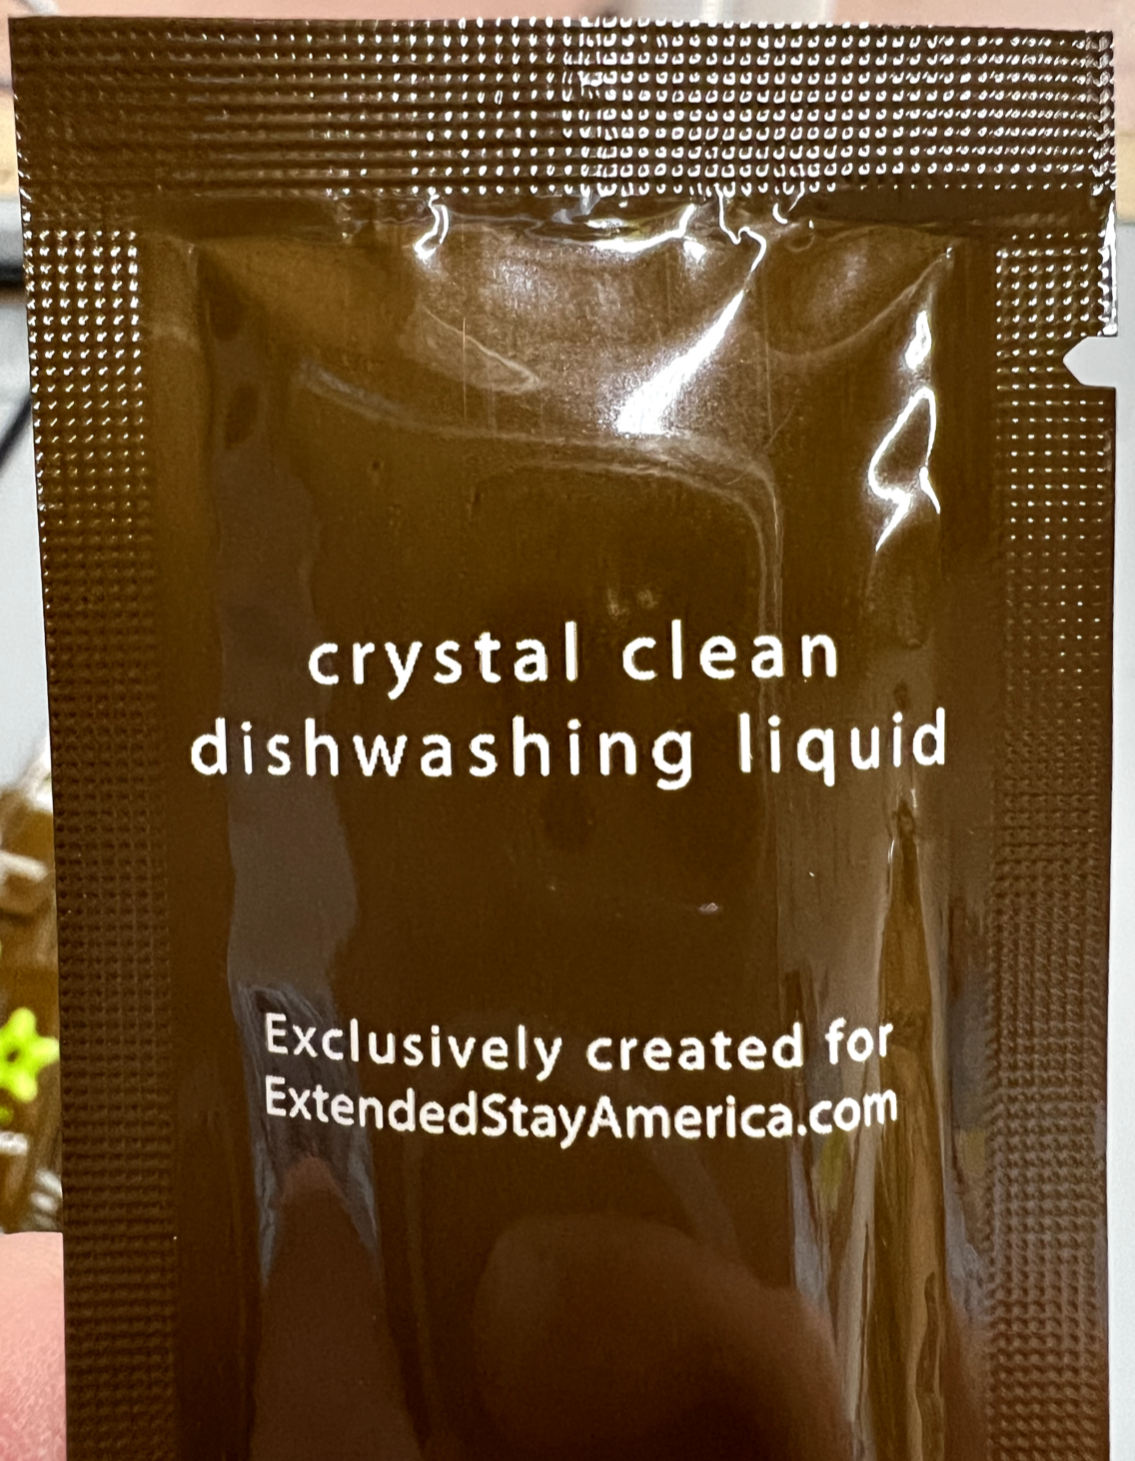 crystal clean
dishwashing liquid
Exclusively created for
ExtendedStayAmerica.com